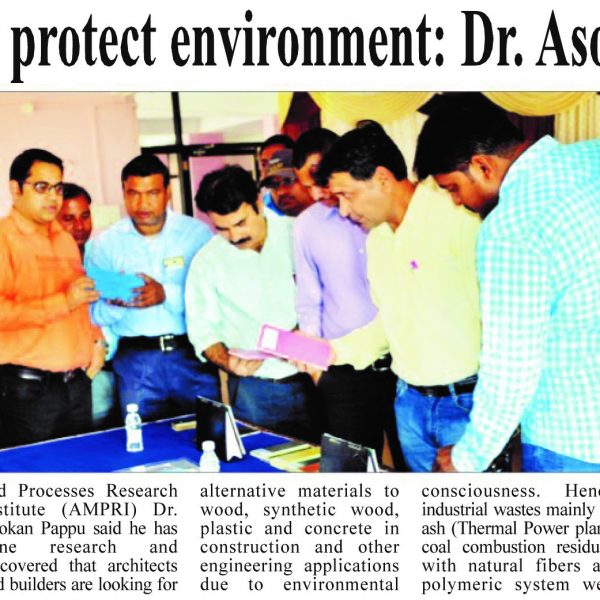 protect environment: Dr. Aso
d Processes Research
stitute (AMPRI) Dr.
okan Pappu said he has
ne research and
covered that architects
d builders are looking for
alternative materials to
wood, synthetic wood,
plastic and concrete in
construction and other
engineering applications
due to environmental
consciousness. Henc
industrial wastes mainly
ash (Thermal Power plan
coal combustion residu
with natural fibers a
polymeric system we